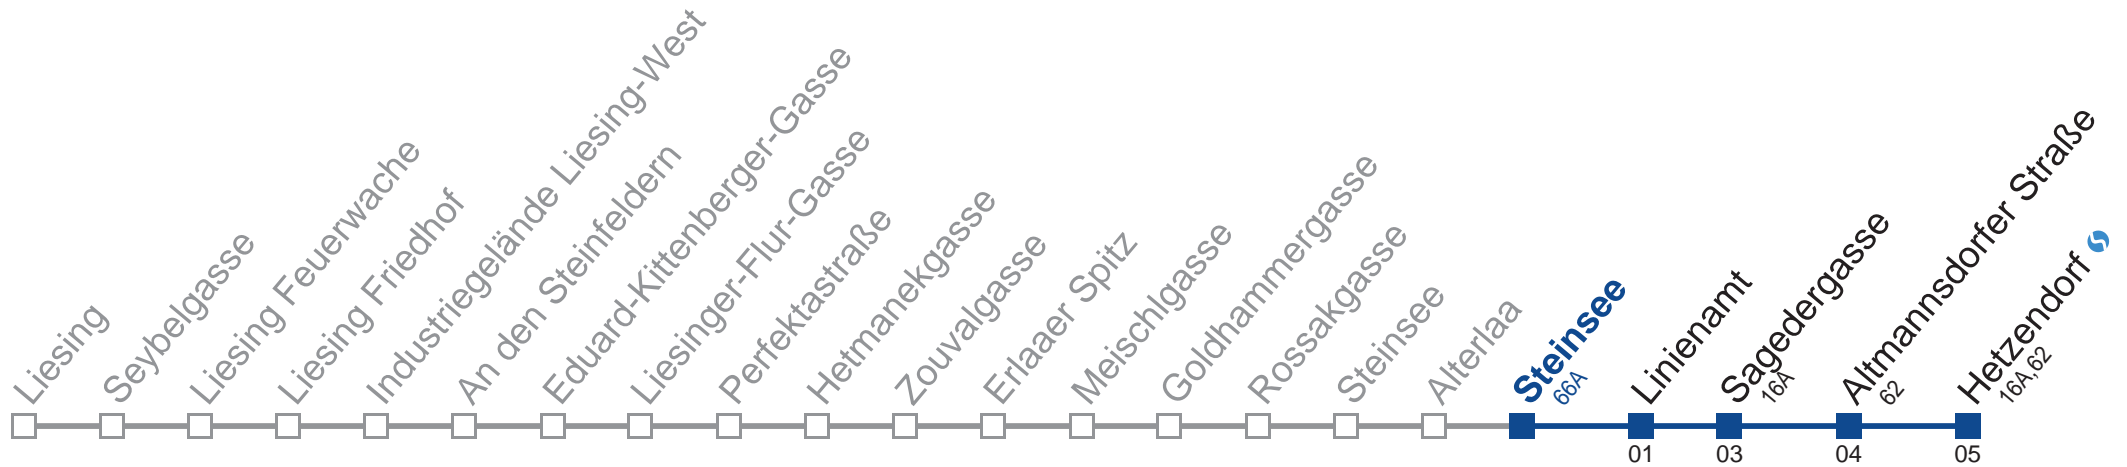 Liesing
Seybelgasse
Liesing Feuerwache
Liesing Friedhof
Industriegelände Liesing-West
An den Steinfeldern
Eduard-Kittenberger-Gasse
Liesinger-Flur-Gasse
Perfektastraße
Hetmanekgasse
Zouvalgasse
Erlaaer Spitz
Meischlgasse
Goldhammergasse
Rossakgasse
Steinsee
Alterlaa
Steinsee
66A
Linienamt
Sagedergasse
16A
Altmannsdorfer Straße
62
Hetzendorf
16A,62
01
03
04
05